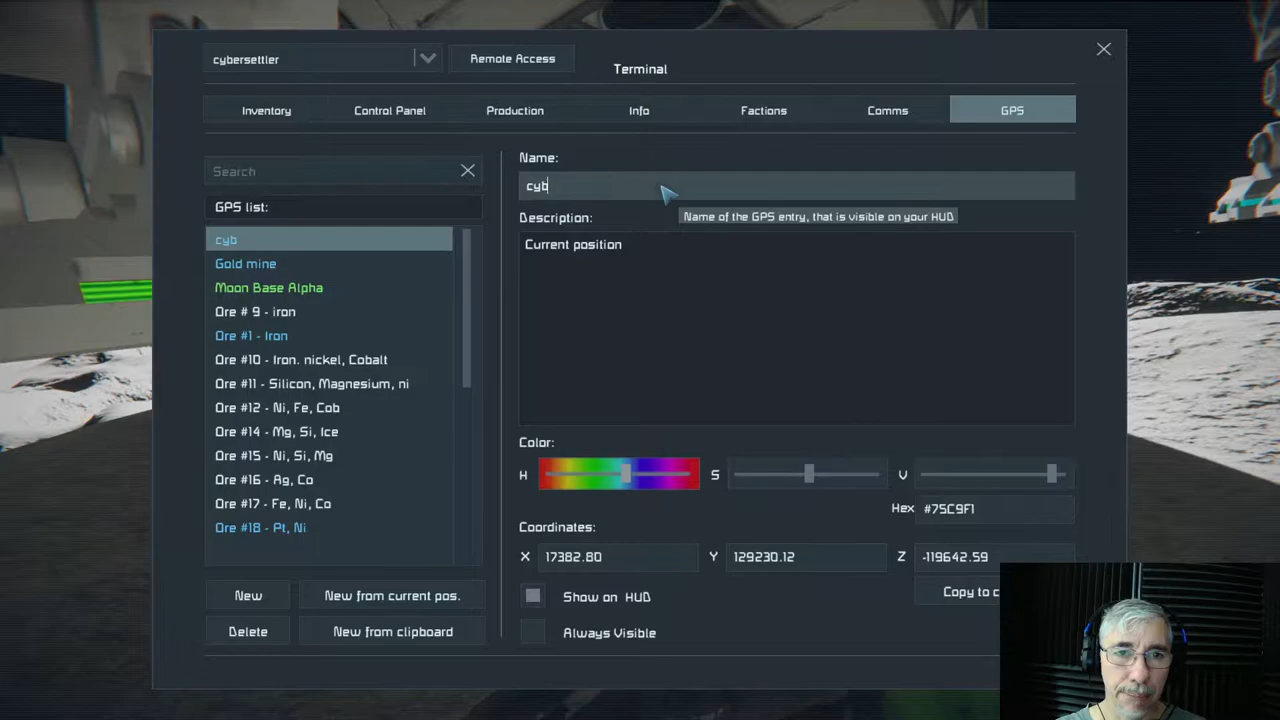 cybersettler
Remote Access
Terminal
Inventory
Control Panel
Production
Info
Factions
Comms
GPS
Search
GPS list:
cyb
Gold mine
Moon Base Alpha
Ore # 9 - iron
Ore #1 - Iron
Ore #10 - Iron. nickel, Cobalt
Ore #11 - Silicon, Magnesium, ni
Ore #12 - Ni, Fe, Cob
Ore #14 - Mg, Si, Ice
Ore #15 - Ni, Si, Mg
Ore #16 - Ag, Co
Ore #17 - Fe, Ni, Co
Ore #18 - Pt, Ni
New
New from current pos.
Delete
New from clipboard
Name:
cyb
Name of the GPS entry, that is visible on your HUD
Description:
Current position
Color:
H
S
V
Hex #75C9F1
Coordinates:
X 17382.80
Y 129230.12
Z -119642.59
Copy to c
Show on HUD
Always Visible